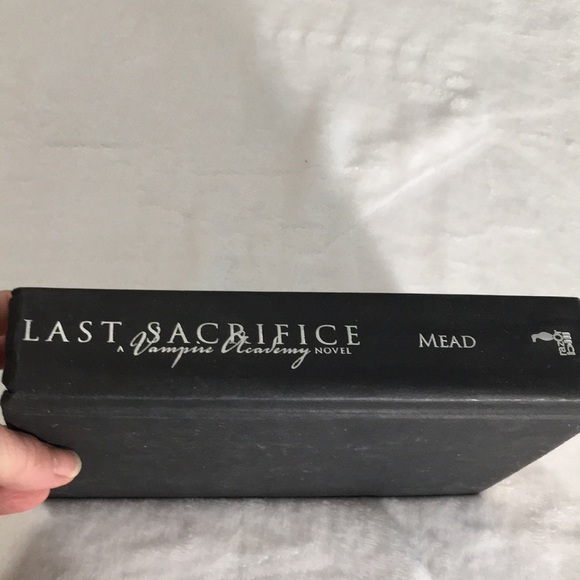 LAST SACRIFICE
A Vampire Academy NOVEL
MEAD